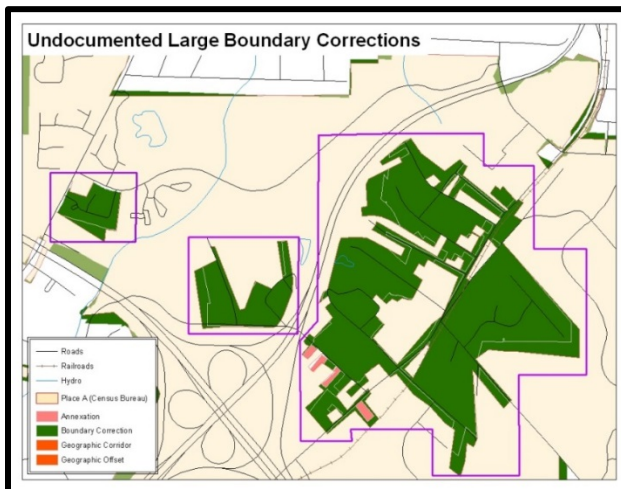 Undocumented Large Boundary Corrections
Roads
Railroads
Hydro
Place A (Census Bureau)
Annexation
Boundary Correction
Geographic Corridor
Geographic Offset